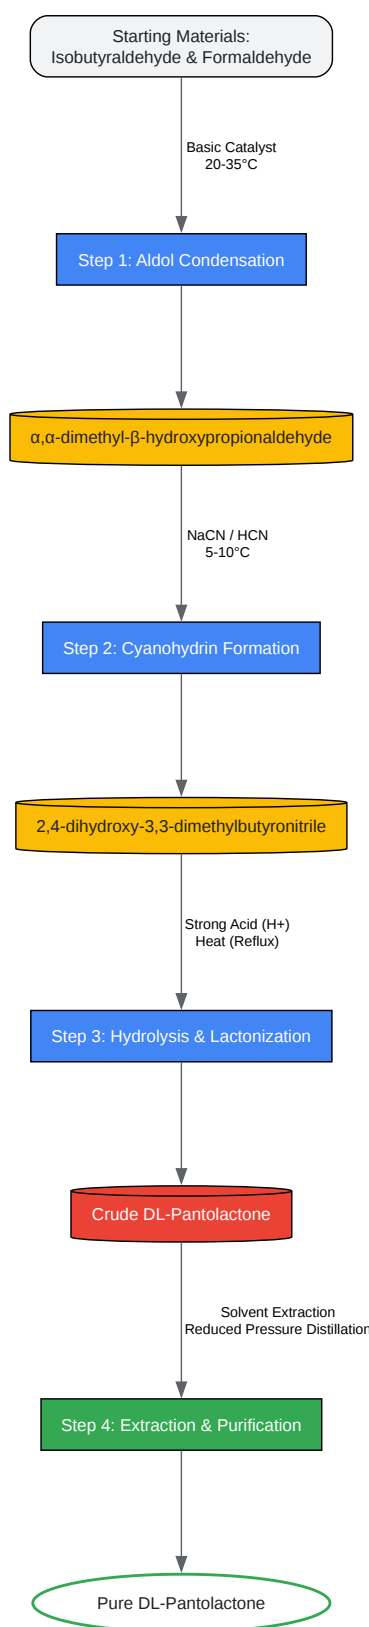 Starting Materials:
Isobutyraldehyde & Formaldehyde
Basic Catalyst
20-35°C
Step 1: Aldol Condensation
α,α-dimethyl-β-hydroxypropionaldehyde
NaCN / HCN
5-10°C
Step 2: Cyanohydrin Formation
2,4-dihydroxy-3,3-dimethylbutyronitrile
Strong Acid (H+)
Heat (Reflux)
Step 3: Hydrolysis & Lactonization
Crude DL-Pantolactone
Solvent Extraction
Reduced Pressure Distillation
Step 4: Extraction & Purification
Pure DL-Pantolactone